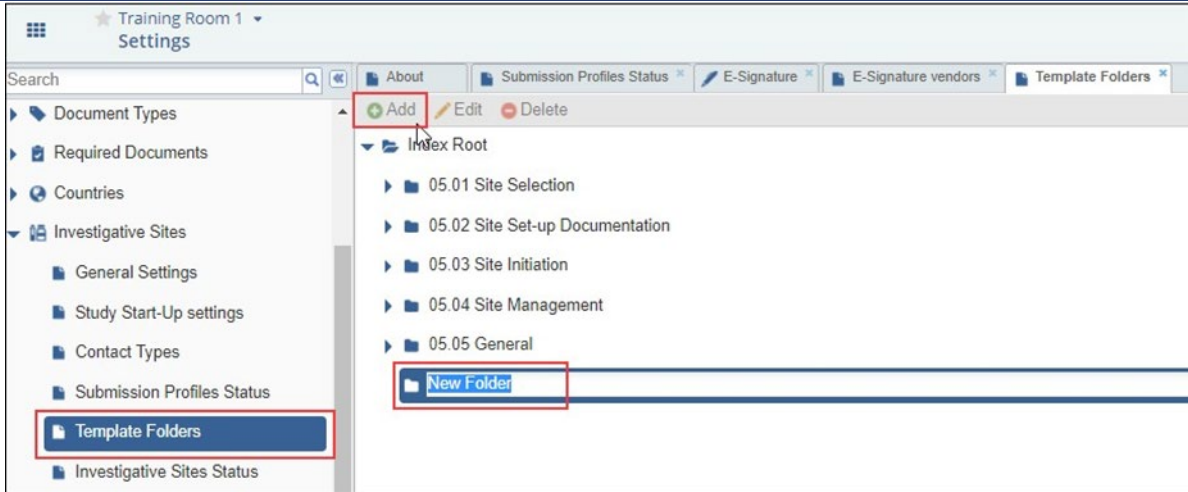 Training Room 1
Settings
Search
About
Submission Profiles Status
E-Signature
E-Signature vendors
Template Folders
Document Types
Required Documents
Countries
Investigative Sites
General Settings
Study Start-Up settings
Contact Types
Submission Profiles Status
Template Folders
Investigative Sites Status
Add
Edit
Delete
Index Root
05.01 Site Selection
05.02 Site Set-up Documentation
05.03 Site Initiation
05.04 Site Management
05.05 General
New Folder